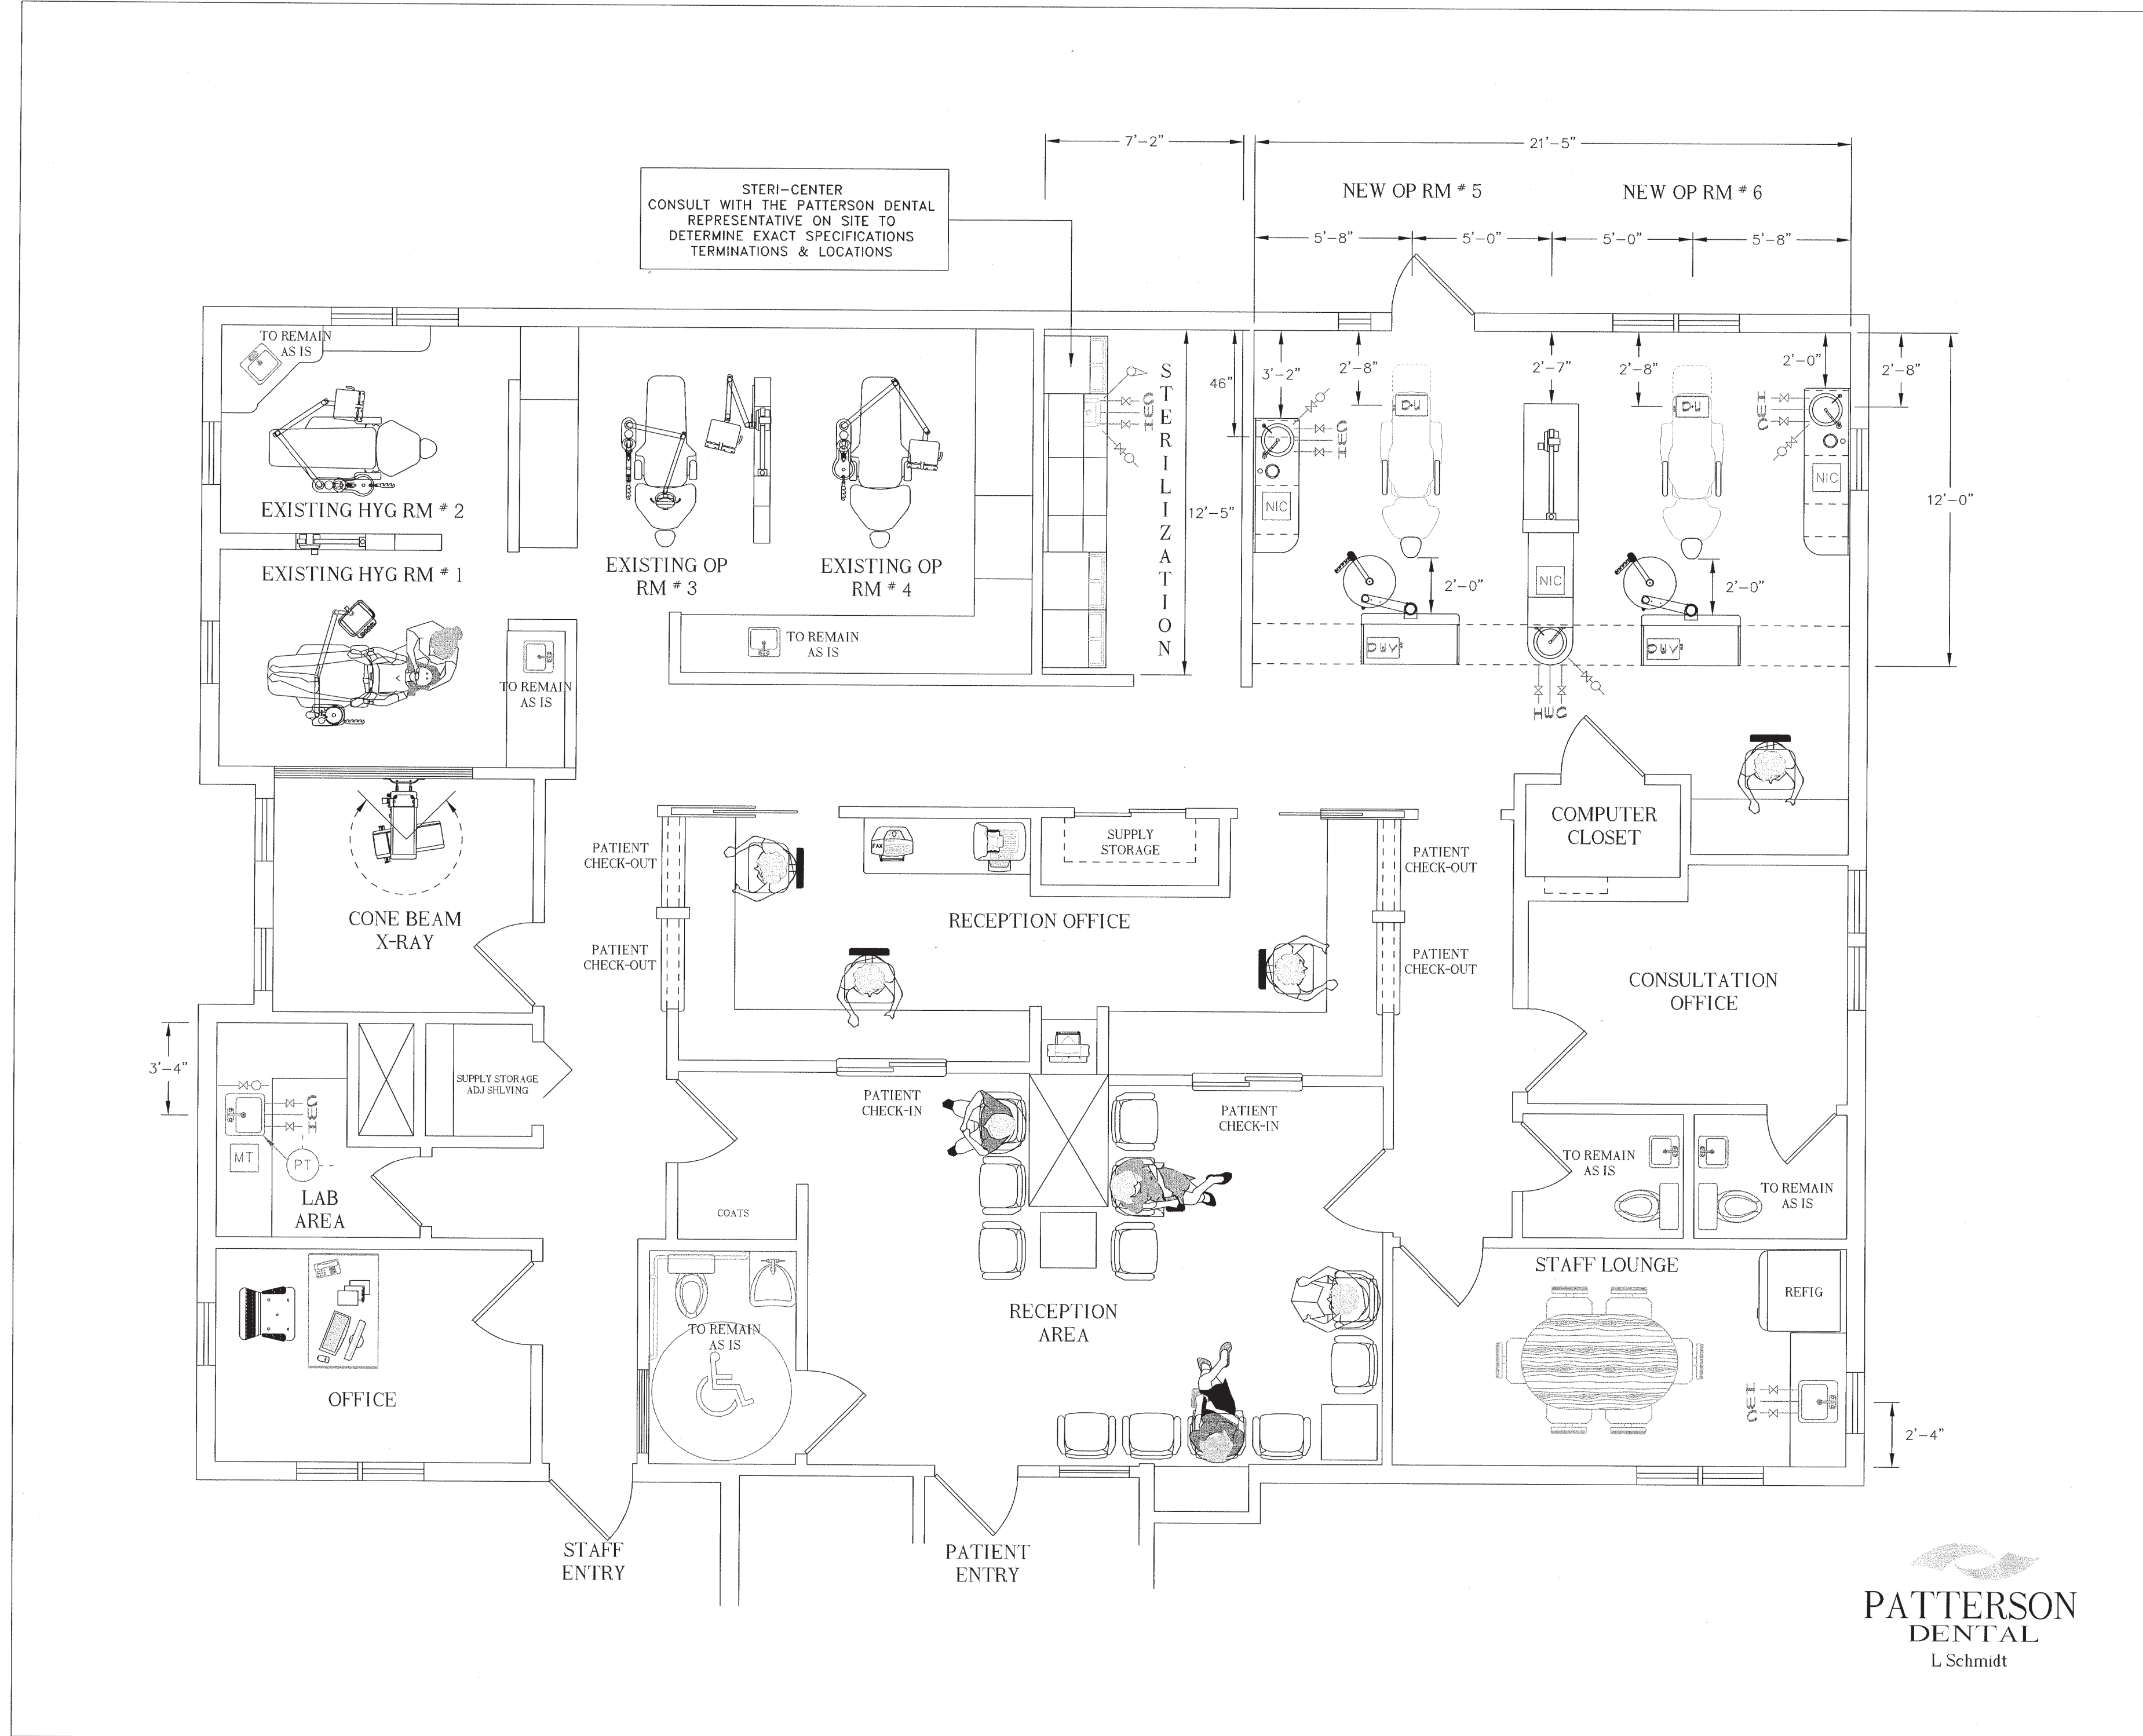 7'-2"
21'-5"
STERI-CENTER
CONSULT WITH THE PATTERSON DENTAL
REPRESENTATIVE ON SITE TO
DETERMINE EXACT SPECIFICATIONS
TERMINATIONS & LOCATIONS
NEW OP RM # 5
NEW OP RM # 6
5'-8"
5'-0"
5'-0"
5'-8"
TO REMAIN
AS IS
EXISTING HYG RM # 2
EXISTING HYG RM # 1
TO REMAIN
AS IS
EXISTING OP
RM # 3
EXISTING OP
RM # 4
TO REMAIN
AS IS
STERILIZATION
C
W
H
12'-5"
46"
3'-2"
2'-8"
2'-7"
2'-8"
2'-0"
2'-8"
12'-0"
C
W
H
H
W
C
NIC
NIC
NIC
D-U
D-U
2'-0"
2'-0"
DUV
DUV
HWC
CONE BEAM
X-RAY
PATIENT
CHECK-OUT
PATIENT
CHECK-OUT
FAX
SUPPLY
STORAGE
RECEPTION OFFICE
PATIENT
CHECK-OUT
PATIENT
CHECK-OUT
COMPUTER
CLOSET
CONSULTATION
OFFICE
3'-4"
SUPPLY STORAGE
ADJ SHLVING
C
W
H
MT
PT
LAB
AREA
PATIENT
CHECK-IN
PATIENT
CHECK-IN
COATS
TO REMAIN
AS IS
TO REMAIN
AS IS
OFFICE
TO REMAIN
AS IS
RECEPTION
AREA
STAFF LOUNGE
REFIG
H
W
C
2'-4"
STAFF
ENTRY
PATIENT
ENTRY
PATTERSON
DENTAL
L Schmidt